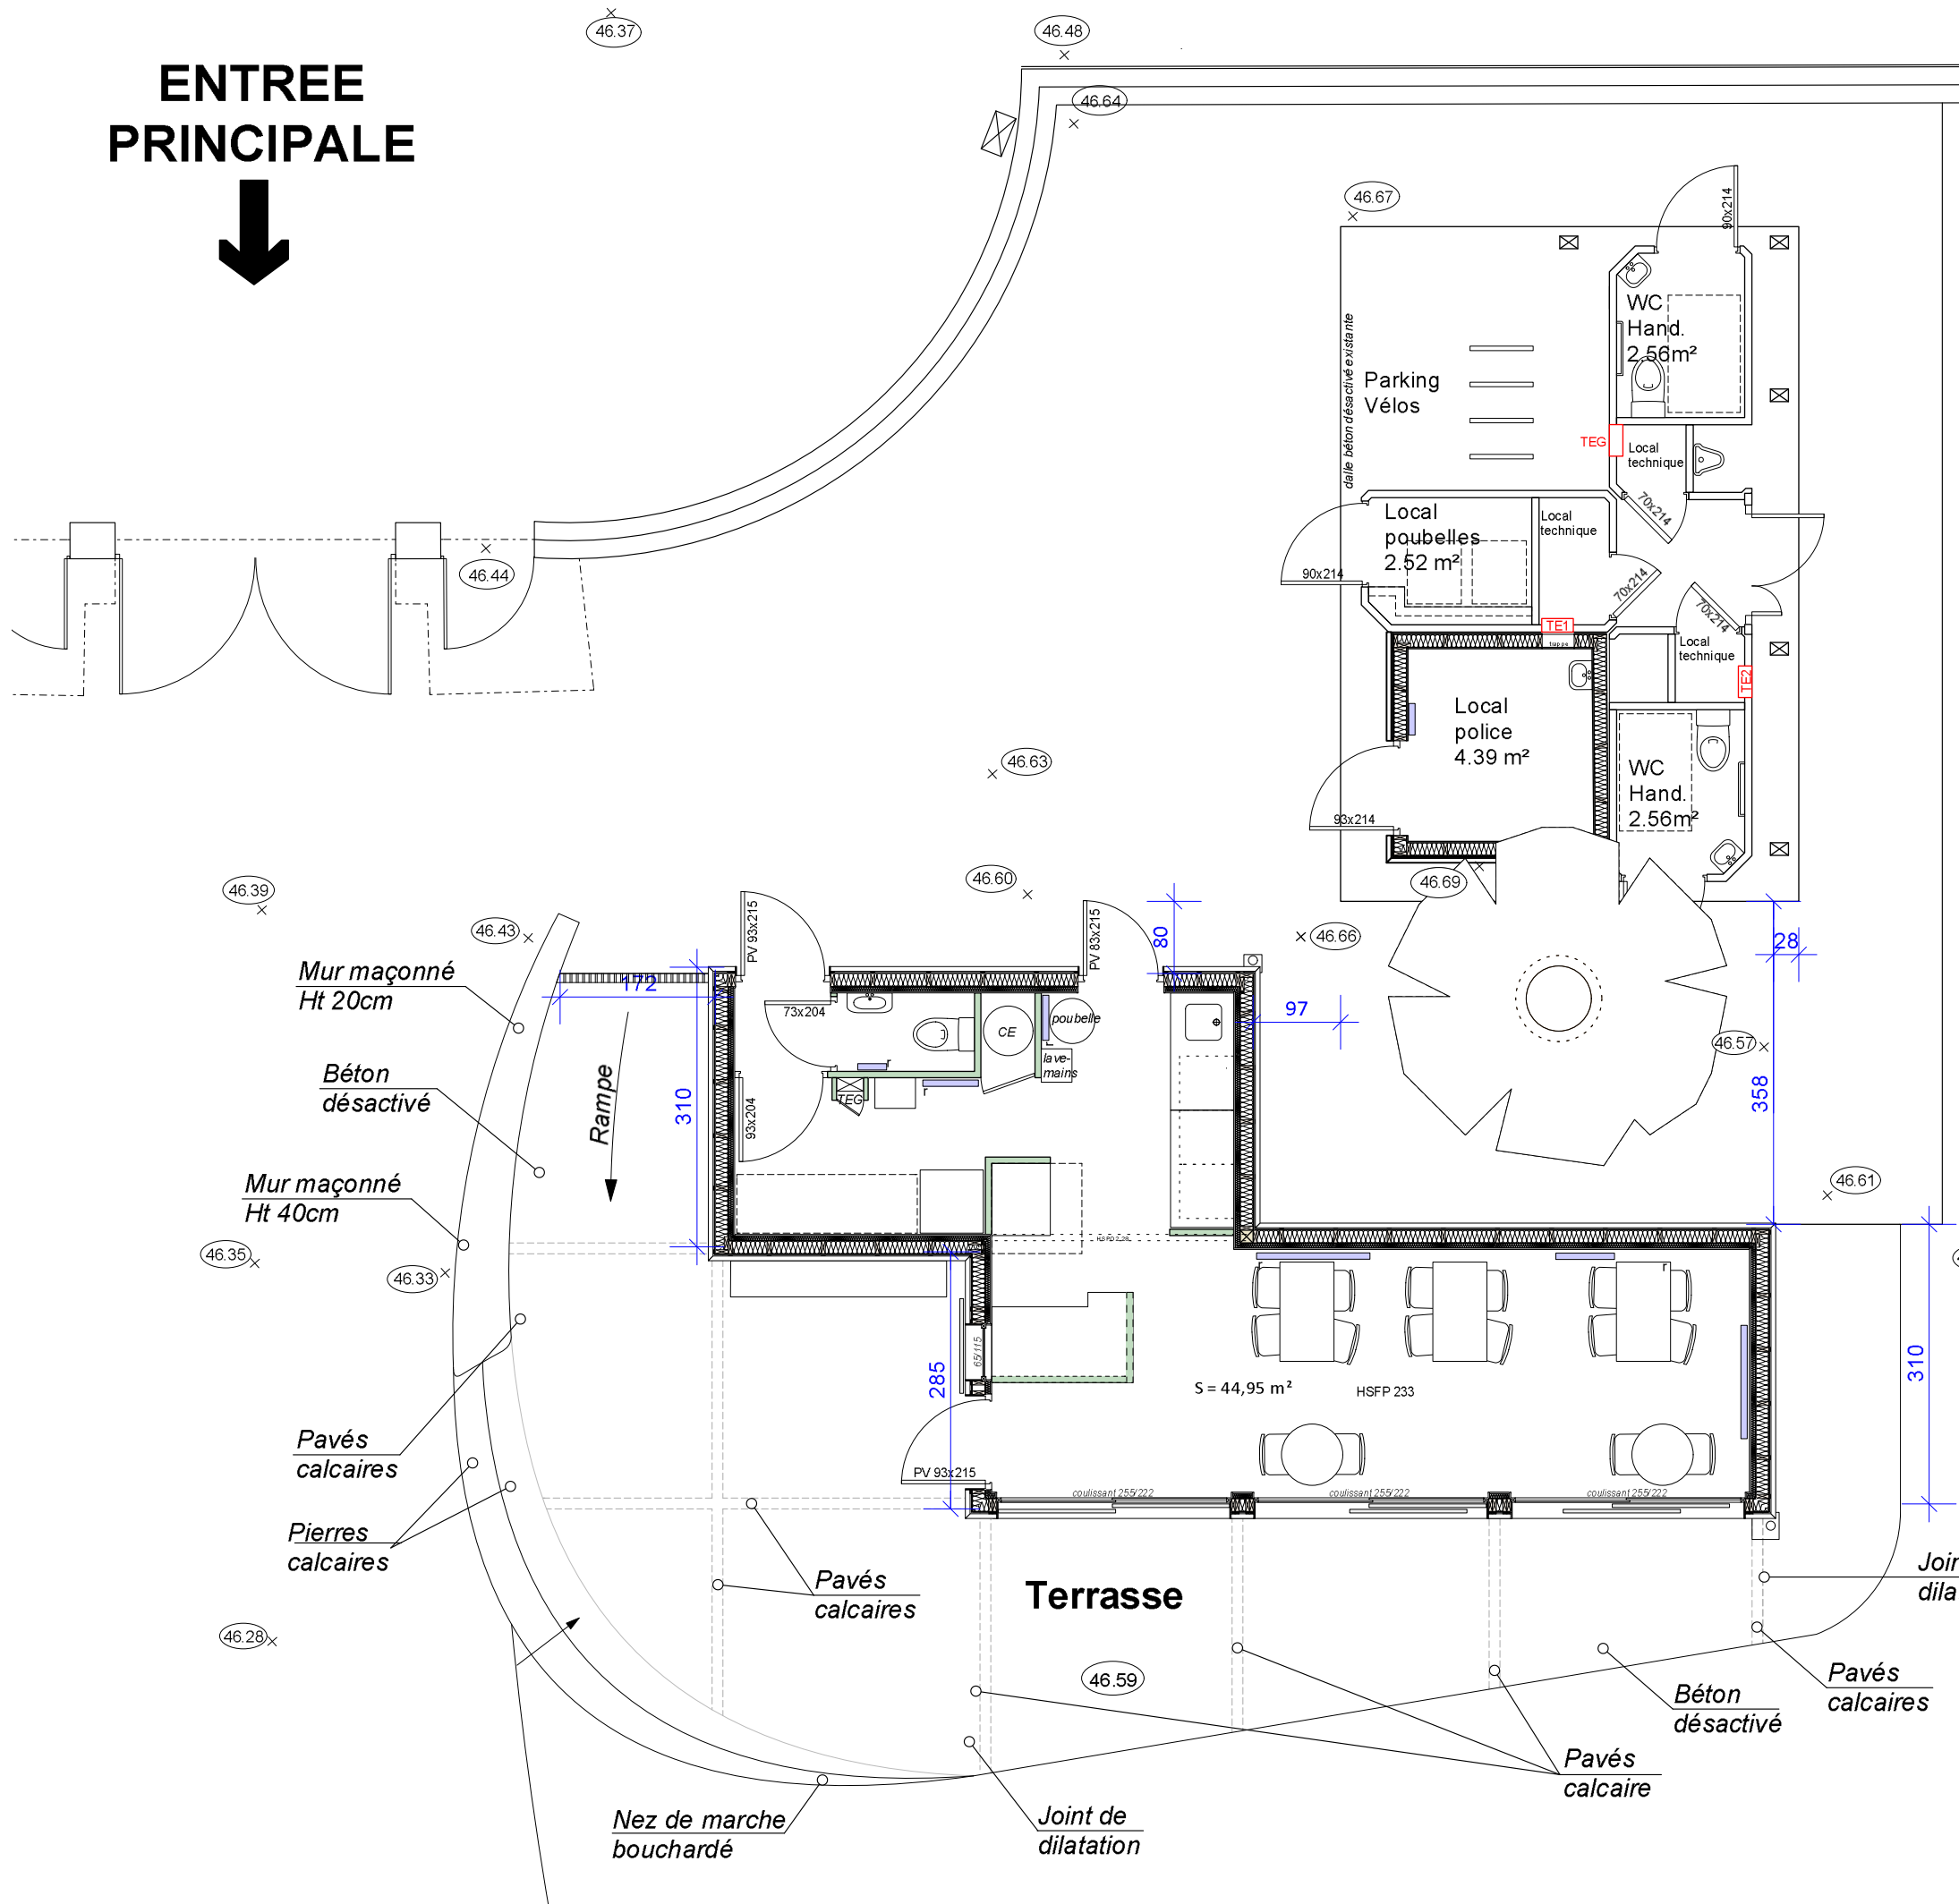 46.37
46.48
ENTREE
PRINCIPALE
46.64
46.67
90x214
WC
Hand.
2.56m²
dalle béton désactivé existante
Parking
Vélos
TEG
Local
technique
70x214
Local
poubelles
2.52 m²
Local
technique
90x214
70x214
70x214
46.44
TE1
trappe
Local
technique
TE2
Local
police
4.39 m²
WC
Hand.
2.56m²
93x214
46.63
46.60
46.69
46.39
46.43
PV 93x215
PV 83x215
80
46.66
28
Mur maçonné
Ht 20cm
172
73x204
CE
poubelle
r
lave-
mains
97
46.57
358
Béton
désactivé
Rampe
310
r
r
TEG
93x204
Mur maçonné
Ht 40cm
46.61
46.35
46.33
r
r
65/115
285
310
S = 44,95 m²
HSFP 233
Pavés
calcaires
PV 93x215
coulissant 255/222
coulissant 255/222
coulissant 255/222
Pierres
calcaires
Pavés
calcaires
Terrasse
Join
dila
46.28
46.59
Béton
désactivé
Pavés
calcaires
Pavés
calcaire
Nez de marche
bouchardé
Joint de
dilatation